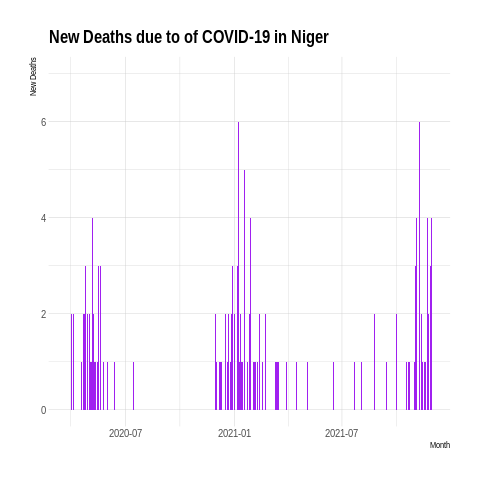 New Deaths due to of COVID-19 in Niger
New Deaths
6
4
2
0
2020-07 2021-01 2021-07
Month